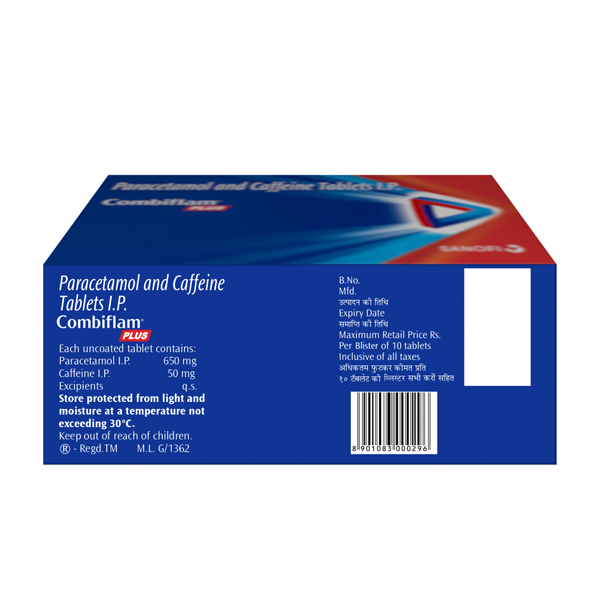 Paracetamol and Caffeine Tablets I.P.
Combiflam
PLUS
SANOFI
Paracetamol and Caffeine
Tablets I.P.
Combiflam®
PLUS
Each uncoated tablet contains:
Paracetamol I.P. 650 mg
Caffeine I.P. 50 mg
Excipients q.s.
Store protected from light and
moisture at a temperature not
exceeding 30°C.
Keep out of reach of children.
® - Regd.TM M.L. G/1362
B.No.
Mfd.
उत्पादन की तिथि
Expiry Date
समाप्ति की तिथि
Maximum Retail Price Rs.
Per Blister of 10 tablets
Inclusive of all taxes
अधिकतम फुटकर कीमत प्रति
१० टॅबलेट की ब्लिस्टर सभी करों सहित
8 901083 000296